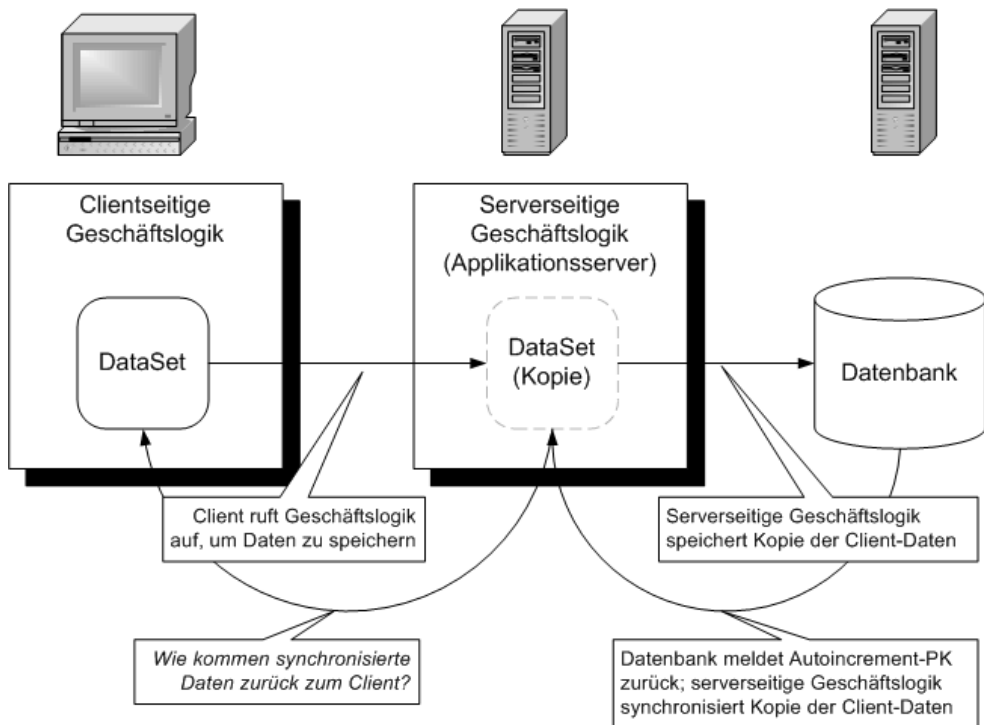 Clientseitige
Geschäftslogik
Serverseitige
Geschäftslogik
(Applikationsserver)
DataSet
DataSet
(Kopie)
Datenbank
Client ruft Geschäftslogik
auf, um Daten zu speichern
Serverseitige Geschäftslogik
speichert Kopie der Client-Daten
Wie kommen synchronisierte
Daten zurück zum Client?
Datenbank meldet Autoincrement-PK
zurück; serverseitige Geschäftslogik
synchronisiert Kopie der Client-Daten